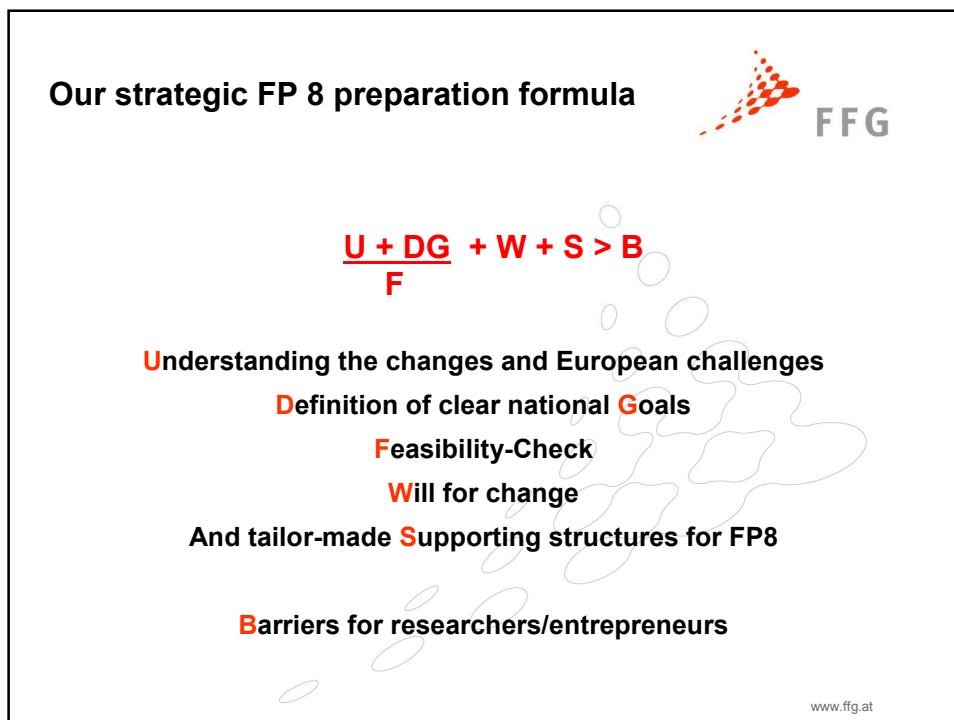 Our strategic FP 8 preparation formula
FFG
U + DG + W + S > B
F
Understanding the changes and European challenges
Definition of clear national Goals
Feasibility-Check
Will for change
And tailor-made Supporting structures for FP8
Barriers for researchers/entrepreneurs
www.ffg.at